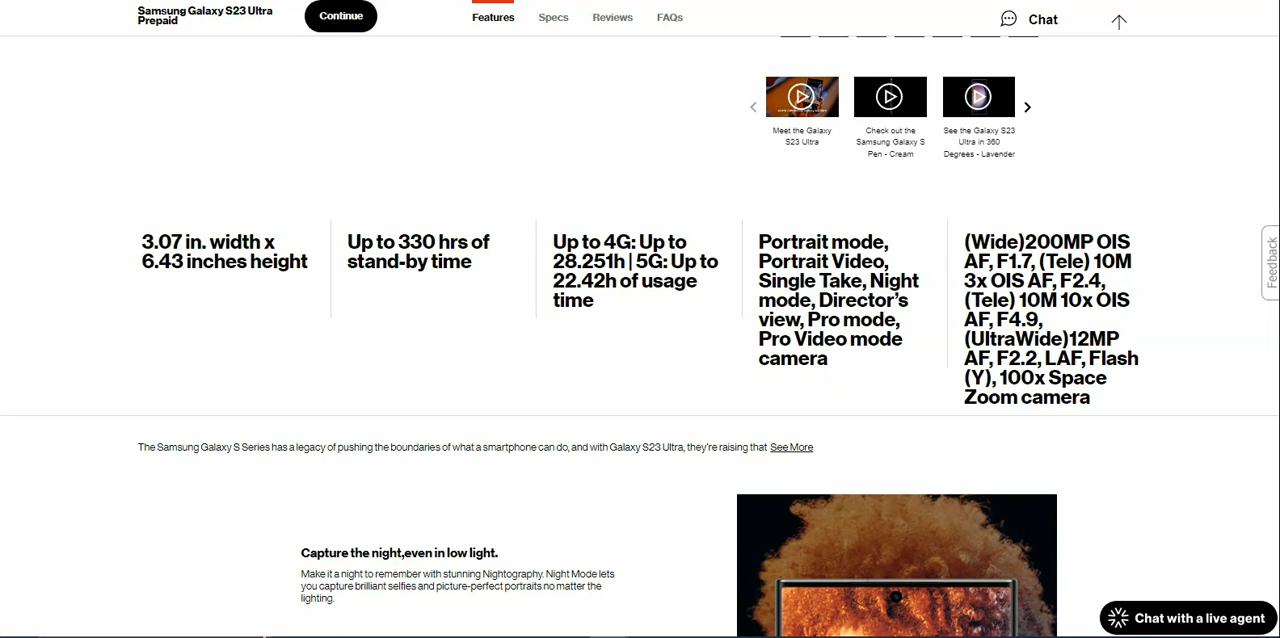 Samsung Galaxy S23 Ultra
Prepaid
Continue
Features
Specs
Reviews
FAQs
Chat
Meet the Galaxy
S23 Ultra
Check out the
Samsung Galaxy S
Pen - Cream
See the Galaxy S23
Ultra in 360
Degrees - Lavender
3.07 in. width x
6.43 inches height
Up to 330 hrs of
stand-by time
Up to 4G: Up to
28.251h | 5G: Up to
22.42h of usage
time
Portrait mode,
Portrait Video,
Single Take, Night
mode, Director's
view, Pro mode,
Pro Video mode
camera
(Wide)200MP OIS
AF, F1.7, (Tele) 10M
3x OIS AF, F2.4,
(Tele) 10M 10x OIS
AF, F4.9,
(UltraWide)12MP
AF, F2.2, LAF, Flash
(Y), 100x Space
Zoom camera
Feedback
The Samsung Galaxy S Series has a legacy of pushing the boundaries of what a smartphone can do, and with Galaxy S23 Ultra, they're raising that See More
Capture the night,even in low light.
Make it a night to remember with stunning Nightography. Night Mode lets
you capture brilliant selfies and picture-perfect portraits no matter the
lighting.
Chat with a live agent